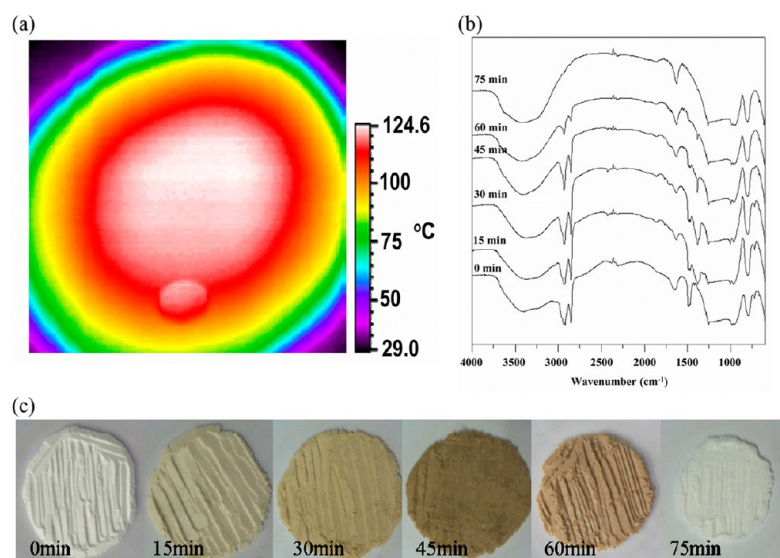 (a)
124.6
100
°C
75
50
29.0
(b)
75 min
60 min
45 min
30 min
15 min
0 min
4000 3500 3000 2500 2000 1500 1000
Wavenumber (cm⁻¹)
(c)
0min 15min 30min 45min 60min 75min